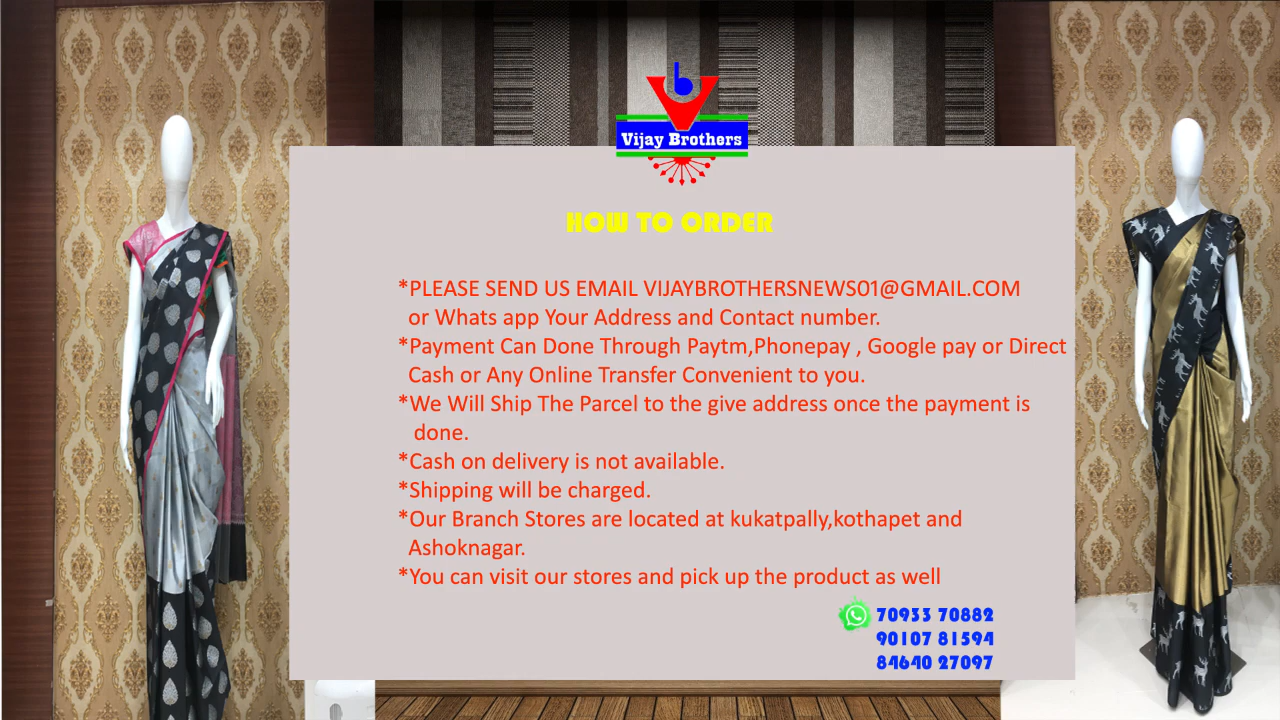 Vijay Brothers
HOW TO ORDER
*PLEASE SEND US EMAIL VIJAYBROTHERSNEWS01@GMAIL.COM
or Whats app Your Address and Contact number.
*Payment Can Done Through Paytm,Phonepay , Google pay or Direct
Cash or Any Online Transfer Convenient to you.
*We Will Ship The Parcel to the give address once the payment is
done.
*Cash on delivery is not available.
*Shipping will be charged.
*Our Branch Stores are located at kukatpally,kothapet and
Ashoknagar.
*You can visit our stores and pick up the product as well
70933 70882
90107 81594
84640 27097